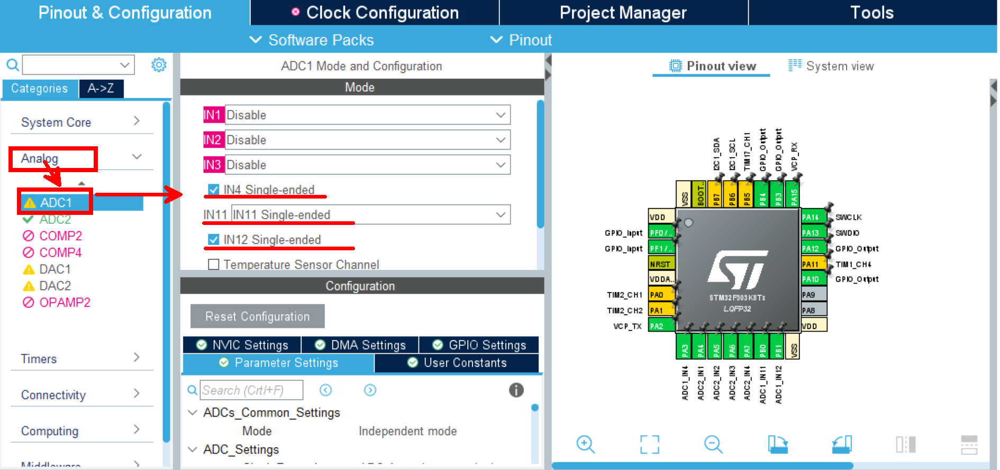 Pinout & Configuration
Clock Configuration
Project Manager
Tools
Software Packs
Pinout
Categories
A->Z
System Core
Analog
ADC1
ADC2
COMP2
COMP4
DAC1
DAC2
OPAMP2
Timers
Connectivity
Computing
Middleware
ADC1 Mode and Configuration
Mode
IN1 Disable
IN2 Disable
IN3 Disable
IN4 Single-ended
IN11 IN11 Single-ended
IN12 Single-ended
Temperature Sensor Channel
Configuration
Reset Configuration
NVIC Settings
DMA Settings
GPIO Settings
Parameter Settings
User Constants
Search (Crtl+F)
ADCs_Common_Settings
Mode Independent mode
ADC_Settings
Pinout view
System view
I2C1_SDA
I2C1_SCL
TIM17_CH1
GPIO_Output
GPIO_Output
VCP_RX
VSS
BOOT..
PB7
PB6
PB5
PB4
PB3
PA15
VDD
GPIO_Input PF0/..
GPIO_Input PF1/..
NRST
VDDA..
TIM2_CH1 PA0
TIM2_CH2 PA1
VCP_TX PA2
STM32F303K8Tx
LQFP32
PA14 SWCLK
PA13 SWDIO
PA12 GPIO_Output
PA11 TIM1_CH4
PA10 GPIO_Output
PA9
PA8
VDD
PA3
PA4
PA5
PA6
PA7
PB0
PB1
VSS
ADC1_IN4
ADC2_IN1
ADC2_IN2
ADC2_IN3
ADC2_IN4
ADC1_IN11
ADC1_IN12